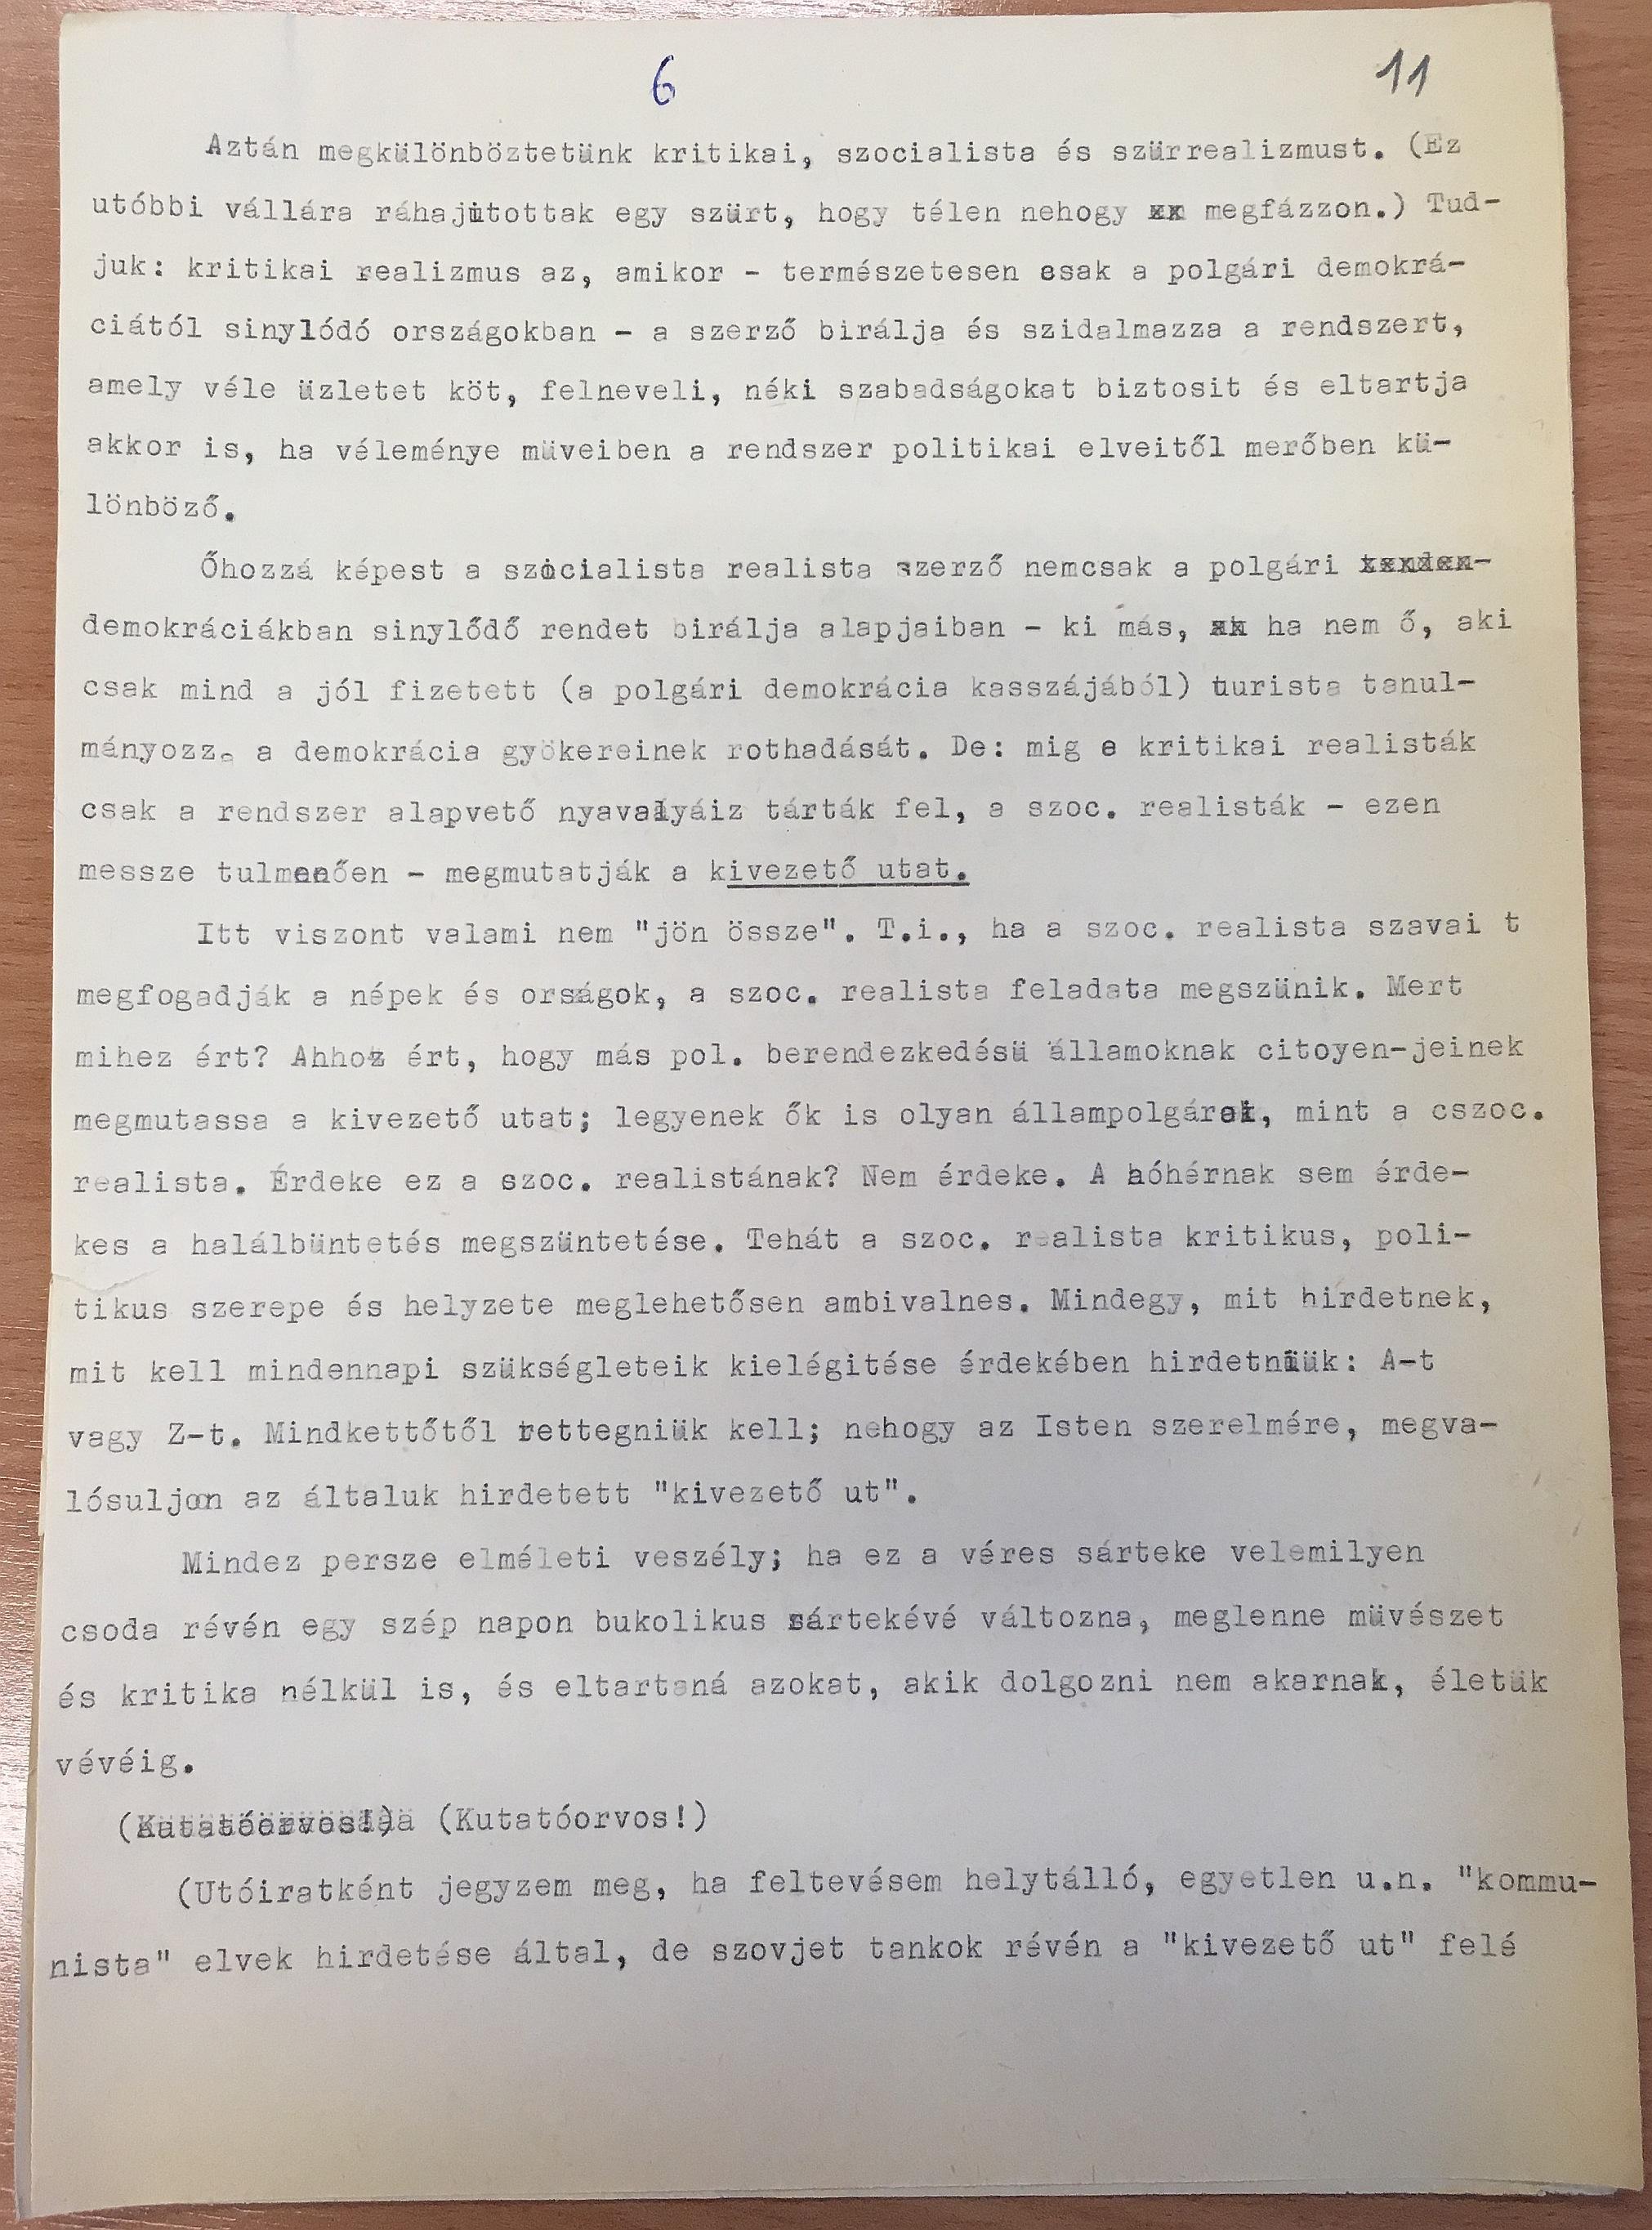 6 11
Aztán megkülönböztetünk kritikai, szocialista és szürrealizmust. (Ez
utóbbi vállára ráhajitottak egy szürt, hogy télen nehogy megfázzon.) Tud-
juk: kritikai realizmus az, amikor - természetesen csak a polgári demokrá-
ciától sinylódó országokban - a szerző birálja és szidalmazza a rendszert,
amely véle üzletet köt, felneveli, néki szabadságokat biztosit és eltartja
akkor is, ha véleménye müveiben a rendszer politikai elveitől merőben kü-
lönböző.
Őhozzá képest a szocialista realista szerző nemcsak a polgári
demokráciákban sinylődő rendet birálja alapjaiban - ki más, ha nem ő, aki
csak mind a jól fizetett (a polgári demokrácia kasszájából) turista tanul-
mányozza a demokrácia gyökereinek rothadását. De: mig a kritikai realisták
csak a rendszer alapvető nyavalyáiz tárták fel, a szoc. realisták - ezen
messze tulmenően - megmutatják a kivezető utat.
Itt viszont valami nem "jön össze". T.i., ha a szoc. realista szavai t
megfogadják a népek és országok, a szoc. realista feladata megszünik. Mert
mihez ért? Ahhoz ért, hogy más pol. berendezkedésü államoknak citoyen-jeinek
megmutassa a kivezető utat; legyenek ők is olyan állampolgárai, mint a cszoc.
realista. Érdeke ez a szoc. realistának? Nem érdeke. A hóhérnak sem érde-
kes a halálbüntetés megszüntetése. Tehát a szoc. realista kritikus, poli-
tikus szerepe és helyzete meglehetősen ambivalnes. Mindegy, mit hirdetnek,
mit kell mindennapi szükségleteik kielégitése érdekében hirdetniük: A-t
vagy Z-t. Mindkettőtől rettegniük kell; nehogy az Isten szerelmére, megva-
lósuljon az általuk hirdetett "kivezető ut".
Mindez persze elméleti veszély; ha ez a véres sárteke velemilyen
csoda révén egy szép napon bukolikus sártekévé változna, meglenne müvészet
és kritika nélkül is, és eltartaná azokat, akik dolgozni nem akarnak, életük
vévéig.
(Kutatóorvos!) (Kutatóorvos!)
(Utóiratként jegyzem meg, ha feltevésem helytálló, egyetlen u.n. "kommu-
nista" elvek hirdetése által, de szovjet tankok révén a "kivezető ut" felé